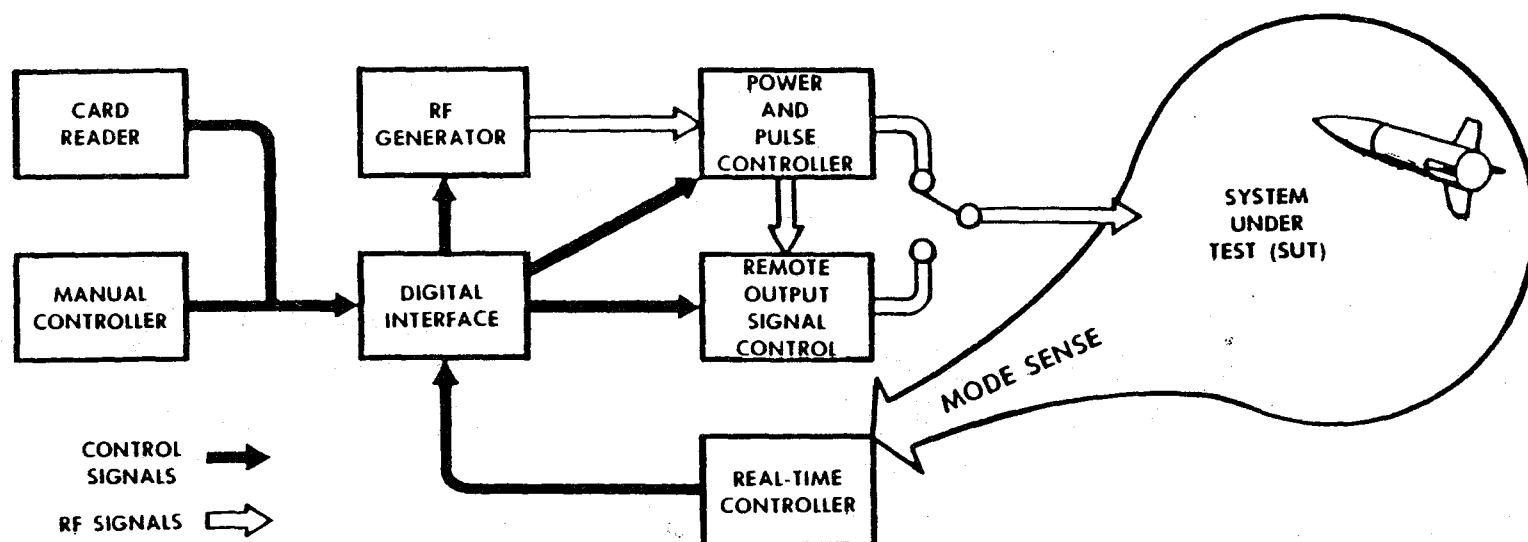 CARD
READER
RF
GENERATOR
POWER
AND
PULSE
CONTROLLER
SYSTEM
UNDER
TEST (SUT)
MANUAL
CONTROLLER
DIGITAL
INTERFACE
REMOTE
OUTPUT
SIGNAL
CONTROL
MODE SENSE
CONTROL
SIGNALS
REAL-TIME
CONTROLLER
RF SIGNALS